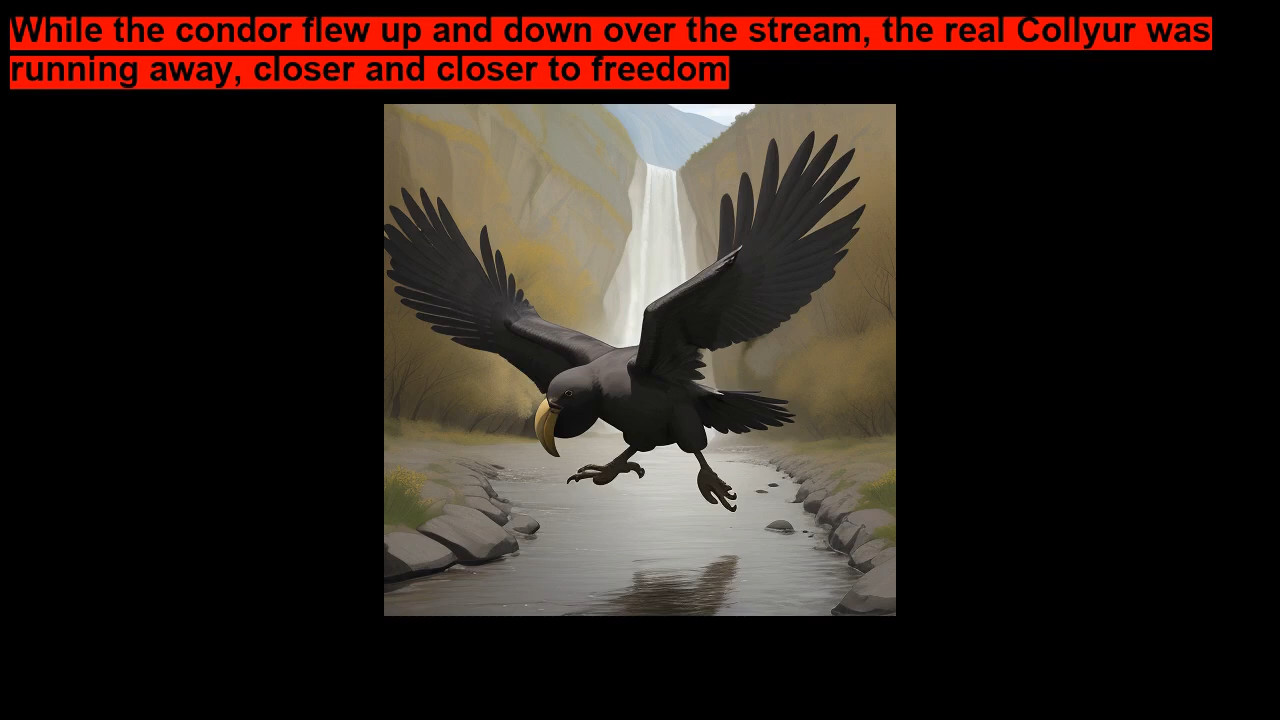 While the condor flew up and down over the stream, the real Collyur was
running away, closer and closer to freedom